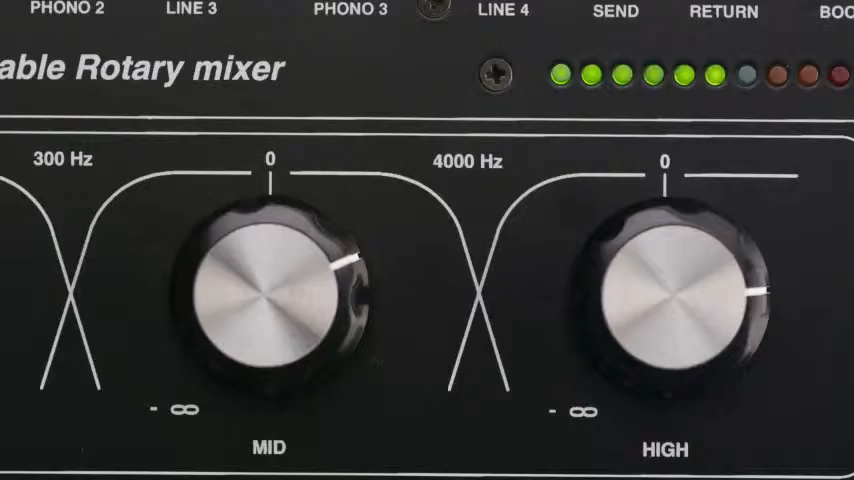 PHONO 2 LINE 3 PHONO 3 LINE 4 SEND RETURN BOO
able Rotary mixer
300 Hz 0 4000 Hz 0
- ∞ - ∞
MID HIGH